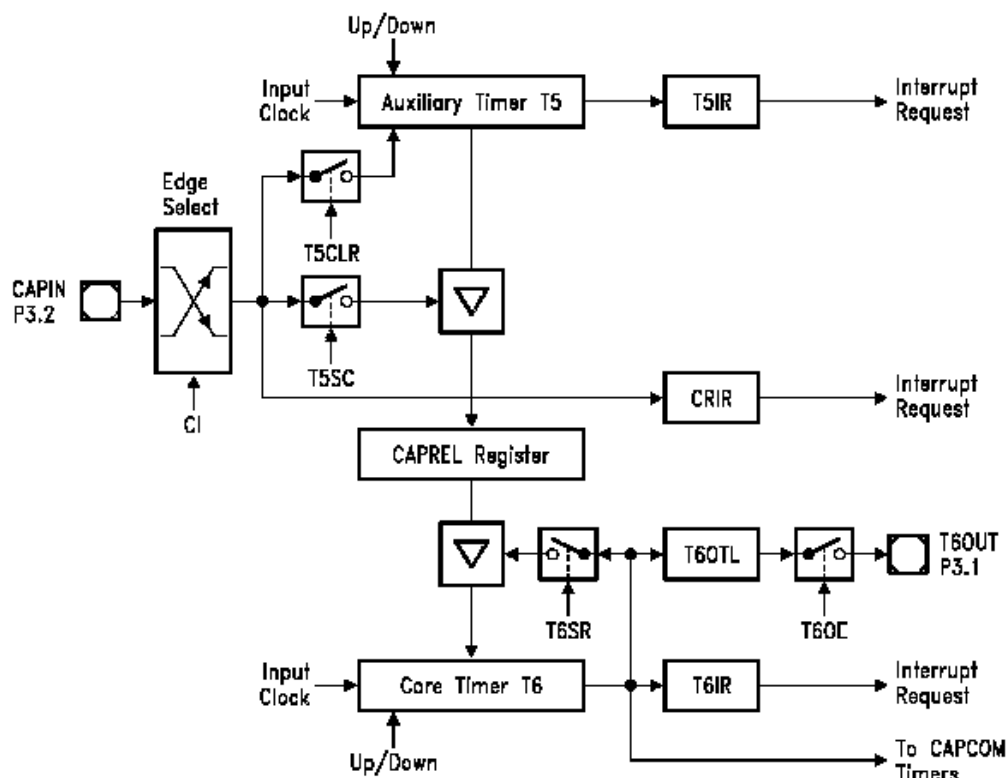 Up/Down
Input
Clock
Auxiliary Timer T5
T5IR
Interrupt
Request
Edge
Select
T5CLR
CAPIN
P3.2
T5SC
CI
CRIR
Interrupt
Request
CAPREL Register
T6OTL
T6OUT
P3.1
T6SR
T6OE
Input
Clock
Core Timer T6
T6IR
Interrupt
Request
Up/Down
To CAPCOM
Timers